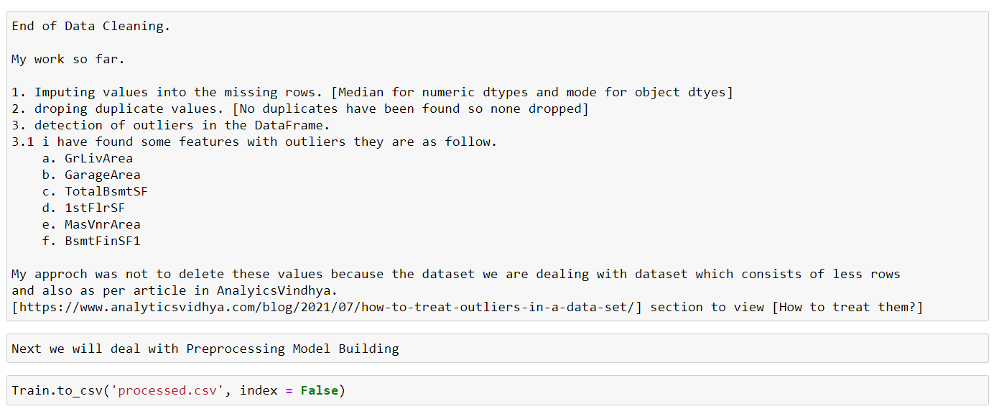 End of Data Cleaning.
My work so far.
1. Imputing values into the missing rows. [Median for numeric dtypes and mode for object dtyes]
2. droping duplicate values. [No duplicates have been found so none dropped]
3. detection of outliers in the DataFrame.
3.1 i have found some features with outliers they are as follow.
a. GrLivArea
b. GarageArea
c. TotalBsmtSF
d. 1stFlrSF
e. MasVnrArea
f. BsmtFinSF1
My approch was not to delete these values because the dataset we are dealing with dataset which consists of less rows
and also as per article in AnalyicsVindhya.
[https://www.analyticsvidhya.com/blog/2021/07/how-to-treat-outliers-in-a-data-set/] section to view [How to treat them?]
Next we will deal with Preprocessing Model Building
Train.to_csv('processed.csv', index = False)